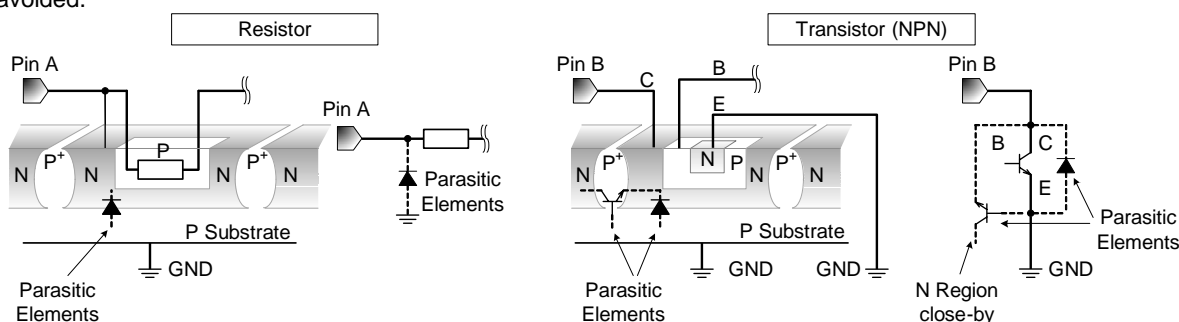 avoided.
Resistor
Transistor (NPN)
Pin A
Pin A
P
N P+ N N P+ N
Parasitic
Elements
P Substrate
GND
Parasitic
Elements
Pin B
C
B
E
N P+ N P N P+ N
P Substrate
GND
GND
Parasitic
Elements
Pin B
B
C
E
Parasitic
Elements
GND
N Region
close-by